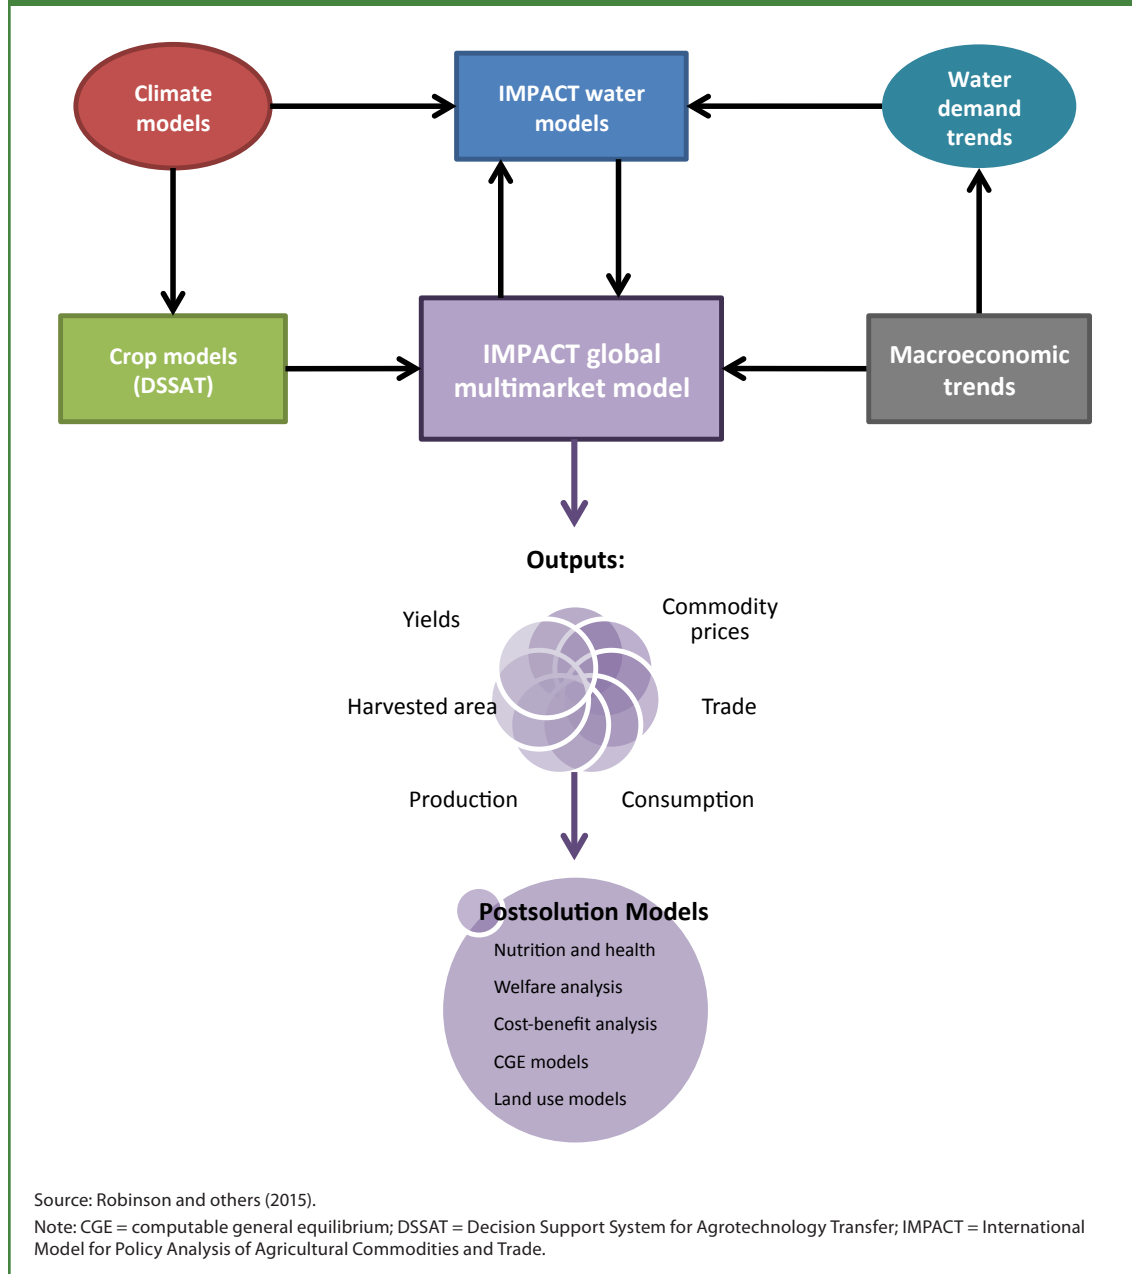 Climate
models
IMPACT water
models
Water
demand
trends
Crop models
(DSSAT)
IMPACT global
multimarket model
Macroeconomic
trends
Outputs:
Yields
Commodity
prices
Harvested area
Trade
Production
Consumption
Postsolution Models
Nutrition and health
Welfare analysis
Cost-benefit analysis
CGE models
Land use models
Source: Robinson and others (2015).
Note: CGE = computable general equilibrium; DSSAT = Decision Support System for Agrotechnology Transfer; IMPACT = International
Model for Policy Analysis of Agricultural Commodities and Trade.